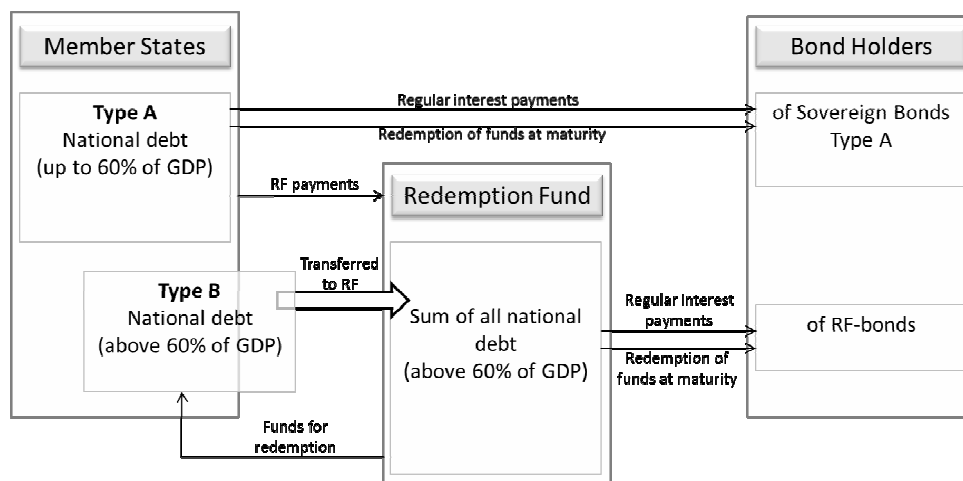 Member States
Bond Holders
Type A
National debt
(up to 60% of GDP)
Regular interest payments
Redemption of funds at maturity
of Sovereign Bonds
Type A
RF payments
Redemption Fund
Type B
National debt
(above 60% of GDP)
Transferred
to RF
Sum of all national
debt
(above 60% of GDP)
Regular Interest
payments
Redemption of
funds at maturity
of RF-bonds
Funds for
redemption